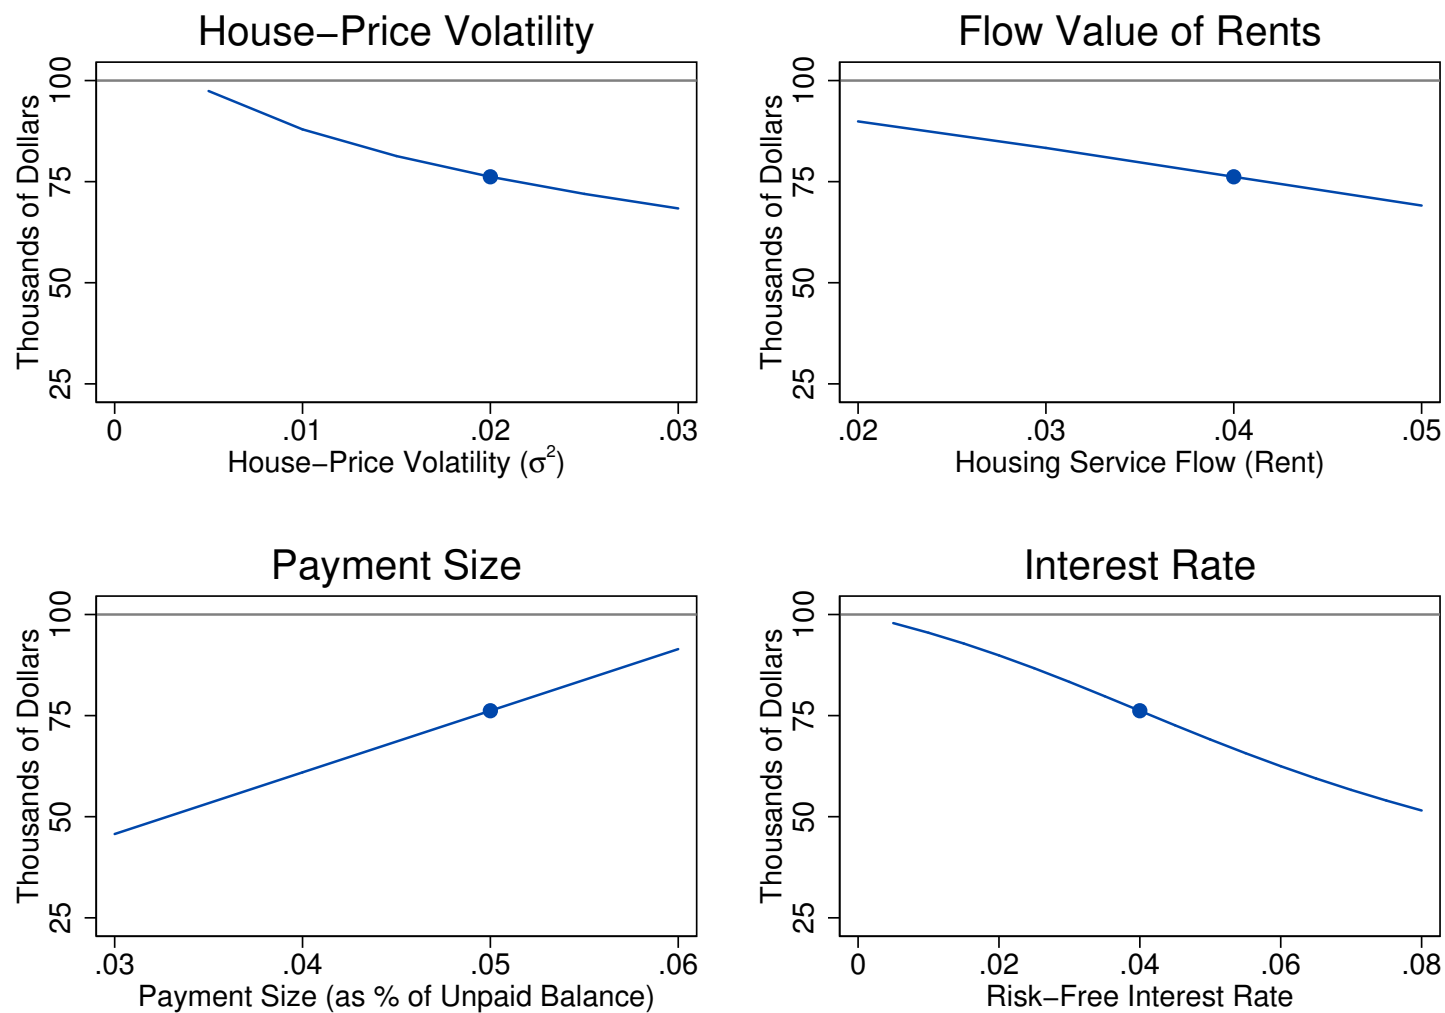 House−Price Volatility
Thousands of Dollars
100
75
50
25
0 .01 .02 .03
House−Price Volatility (σ²)
Flow Value of Rents
Thousands of Dollars
100
75
50
25
.02 .03 .04 .05
Housing Service Flow (Rent)
Payment Size
Thousands of Dollars
100
75
50
25
.03 .04 .05 .06
Payment Size (as % of Unpaid Balance)
Interest Rate
Thousands of Dollars
100
75
50
25
0 .02 .04 .06 .08
Risk−Free Interest Rate